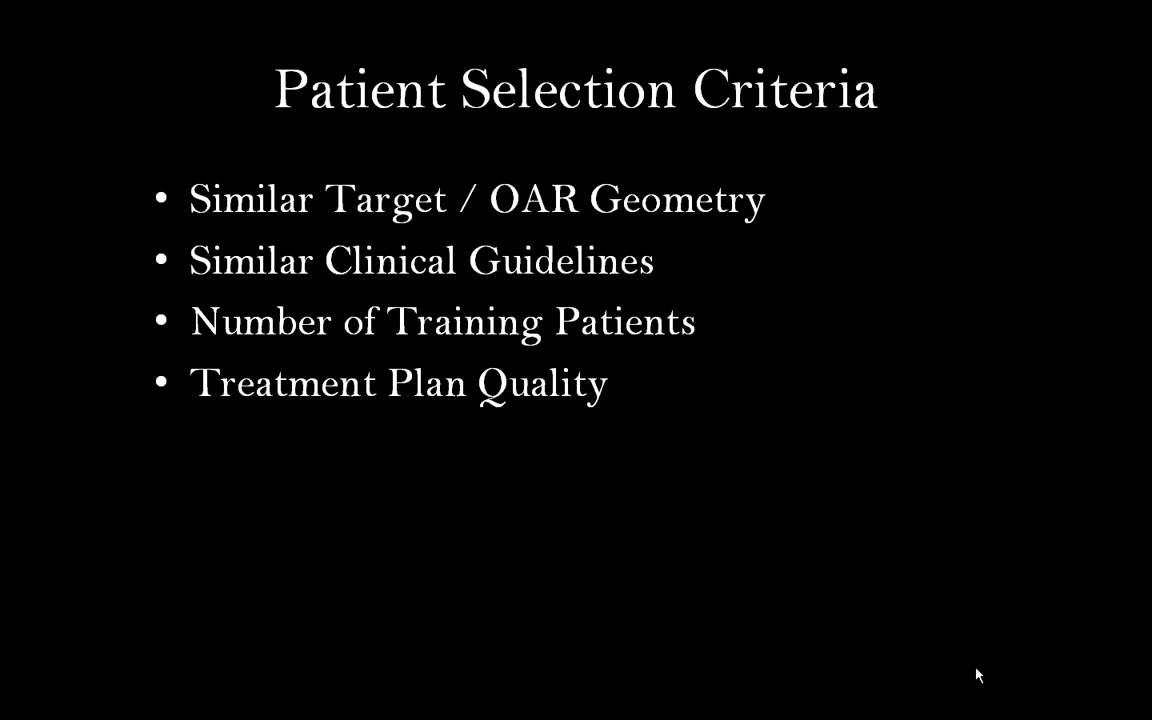 Patient Selection Criteria
• Similar Target / OAR Geometry
• Similar Clinical Guidelines
• Number of Training Patients
• Treatment Plan Quality